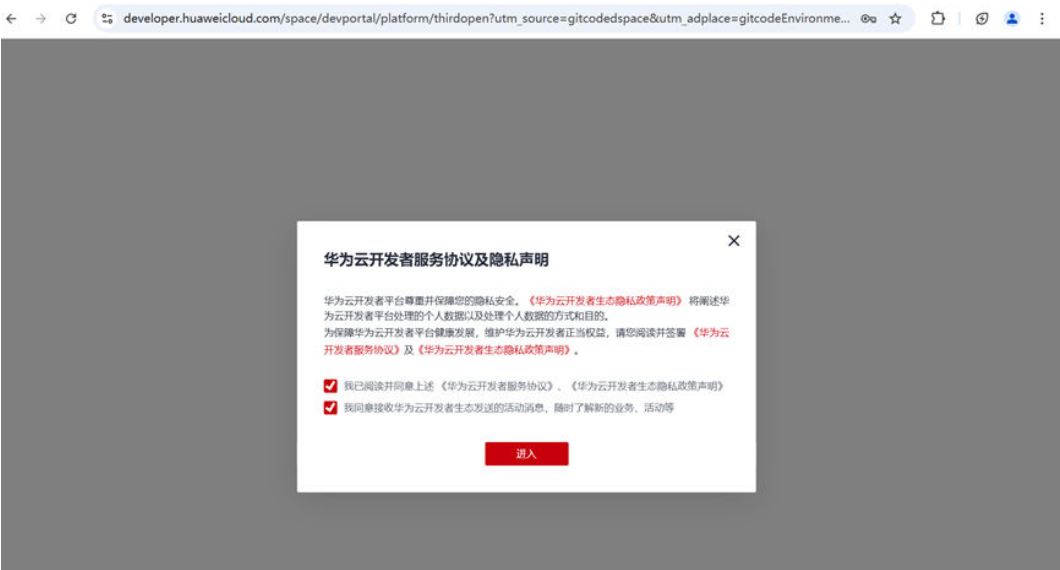 developer.huaweicloud.com/space/devportal/platform/thirdopen?utm_source=gitcodedspace&utm_adplace=gitcodeEnvironme...
华为云开发者服务协议及隐私声明
华为云开发者平台尊重并保障您的隐私安全。《华为云开发者生态隐私政策声明》 将阐述华
为云开发者平台处理的个人数据以及处理个人数据的方式和目的。
为保障华为云开发者平台健康发展，维护华为云开发者正当权益，请您阅读并签署 《华为云
开发者服务协议》及《华为云开发者生态隐私政策声明》。
我已阅读并同意上述 《华为云开发者服务协议》、《华为云开发者生态隐私政策声明》
我同意接收华为云开发者生态发送的活动消息，随时了解新的业务、活动等
进入